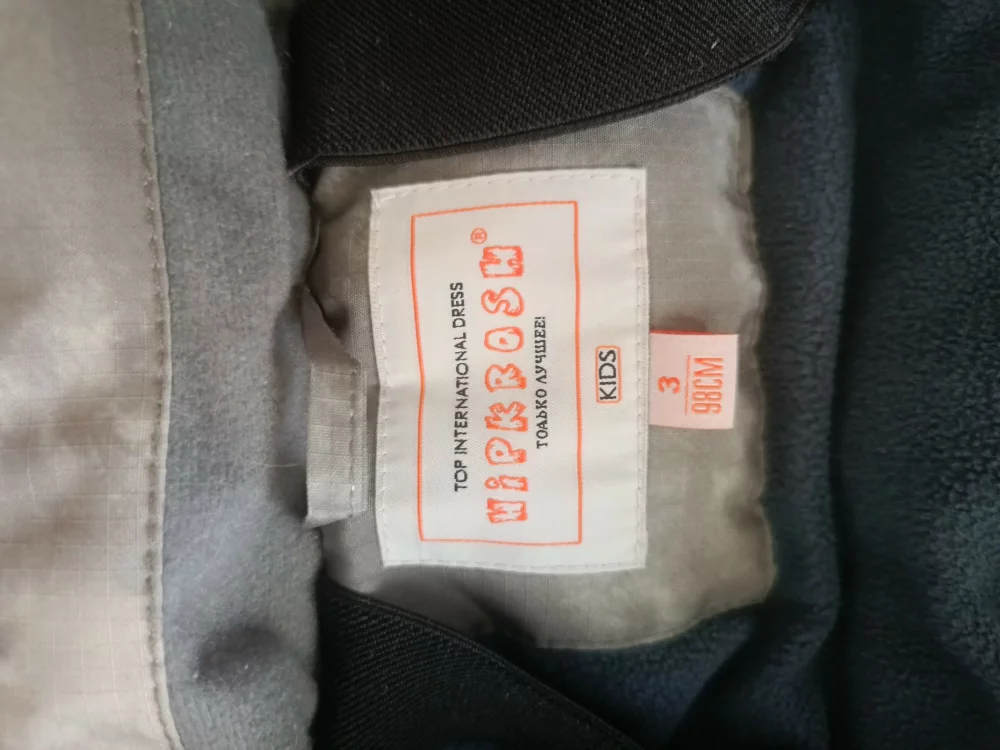 TOP INTERNATIONAL DRESS
HiPKROSH®
ТОЛЬКО ЛУЧШЕЕ!
KIDS
3
98CM